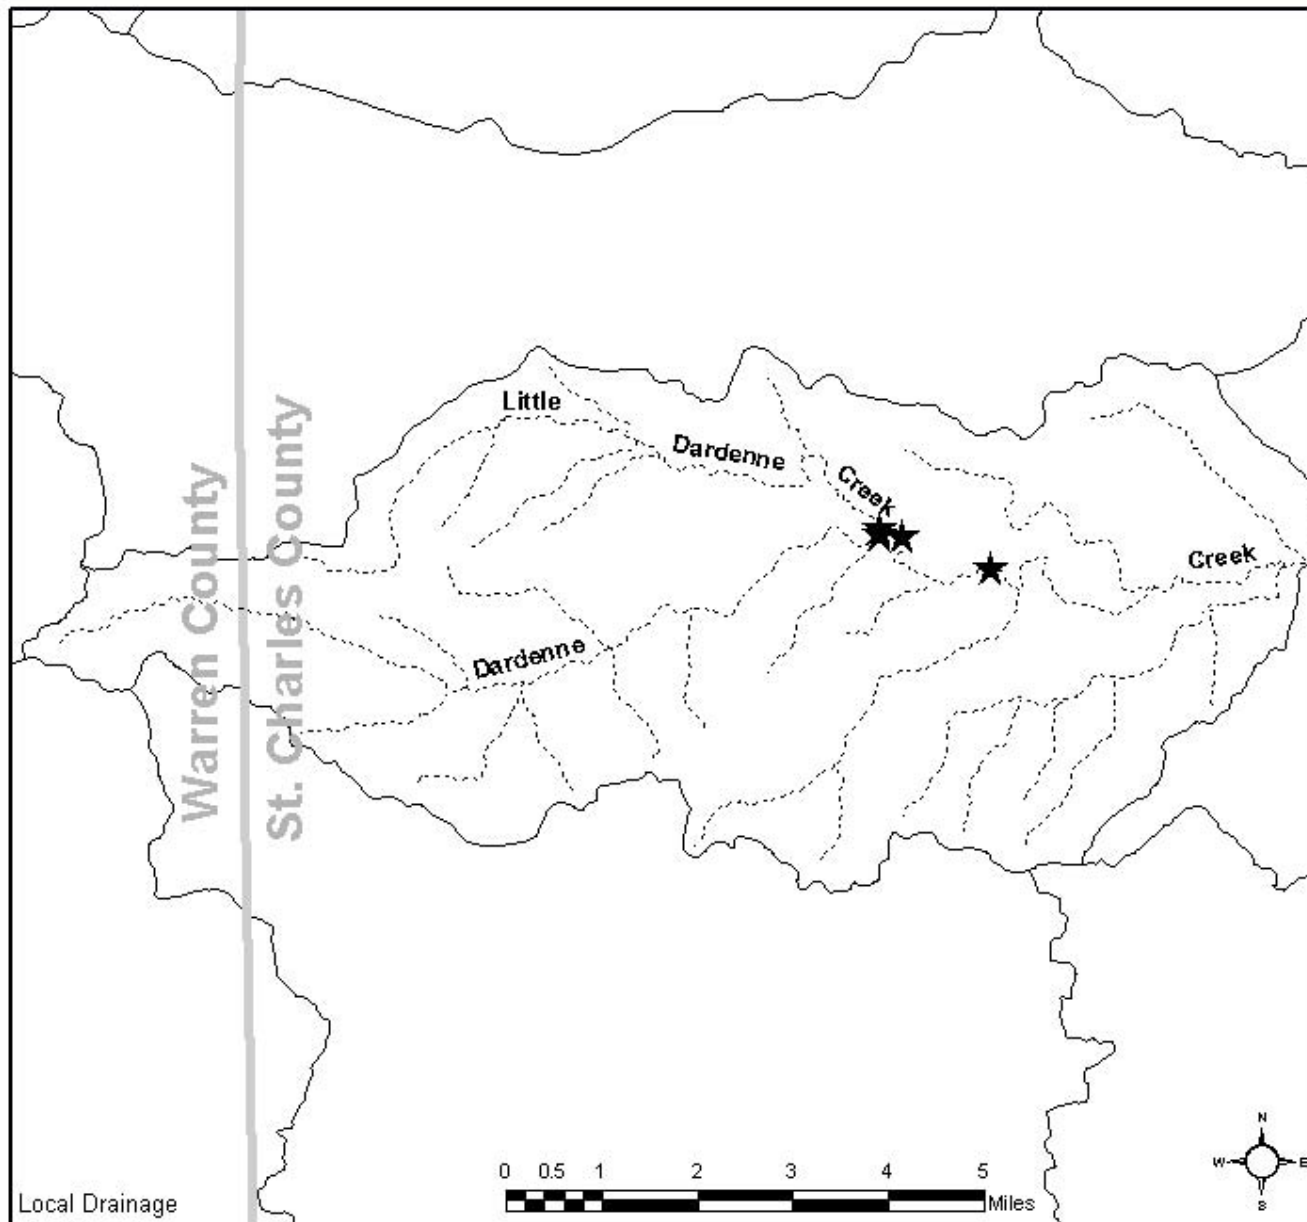 Little
Dardenne
Creek
Creek
Dardenne
Warren County
St. Charles County
0 0.5 1 2 3 4 5
Miles
N
W E
S
Local Drainage